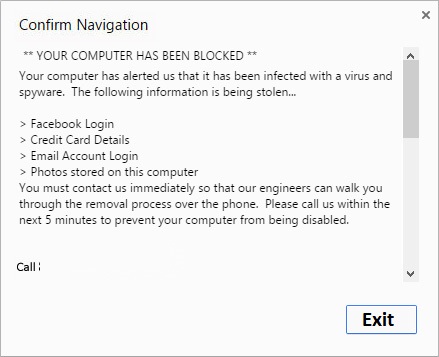 Confirm Navigation
** YOUR COMPUTER HAS BEEN BLOCKED **
Your computer has alerted us that it has been infected with a virus and
spyware. The following information is being stolen...
> Facebook Login
> Credit Card Details
> Email Account Login
> Photos stored on this computer
You must contact us immediately so that our engineers can walk you
through the removal process over the phone. Please call us within the
next 5 minutes to prevent your computer from being disabled.
Call
Exit